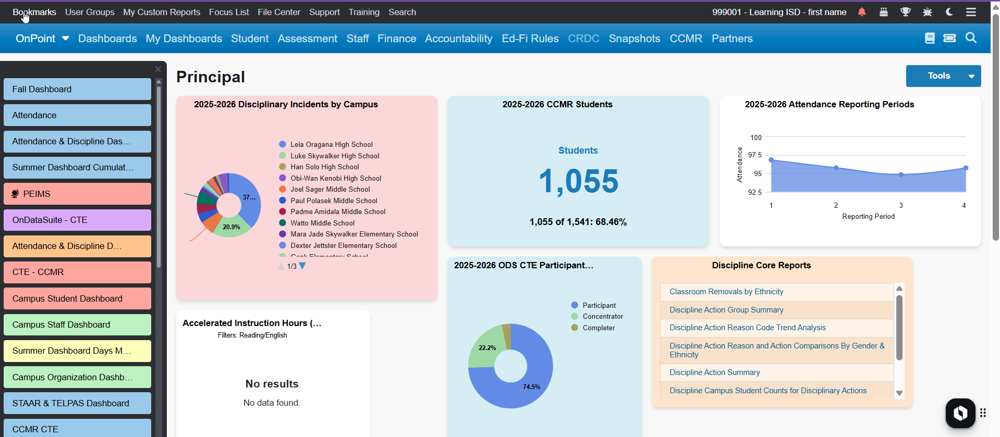 Bookmarks User Groups My Custom Reports Focus List File Center Support Training Search
999001 - Learning ISD - first name
OnPoint Dashboards My Dashboards Student Assessment Staff Finance Accountability Ed-Fi Rules CRDC Snapshots CCMR Partners
Fall Dashboard
Attendance
Attendance & Discipline Das...
Summer Dashboard Cumulat...
PEIMS
OnDataSuite - CTE
Attendance & Discipline D...
CTE - CCMR
Campus Student Dashboard
Campus Staff Dashboard
Summer Dashboard Days M...
Campus Organization Dashb...
STAAR & TELPAS Dashboard
CCMR CTE
Principal
Tools
2025-2026 Disciplinary Incidents by Campus
37...
20.9%
Leia Oragana High School
Luke Skywalker High School
Han Solo High School
Obi-Wan Kenobi High School
Joel Sager Middle School
Paul Polasek Middle School
Padme Amidala Middle School
Watto Middle School
Mara Jade Skywalker Elementary School
Dexter Jettster Elementary School
Gonk Elementary School
1/3
2025-2026 CCMR Students
Students
1,055
1,055 of 1,541: 68.46%
2025-2026 Attendance Reporting Periods
Attendance
100
97.5
95
92.5
1 2 3 4
Reporting Period
Accelerated Instruction Hours (...
Filters: Reading/English
No results
No data found.
2025-2026 ODS CTE Participant...
Participant
Concentrator
Completer
22.2%
74.5%
Discipline Core Reports
Classroom Removals by Ethnicity
Discipline Action Group Summary
Discipline Action Reason Code Trend Analysis
Discipline Action Reason and Action Comparisons By Gender &
Ethnicity
Discipline Action Summary
Discipline Campus Student Counts for Disciplinary Actions